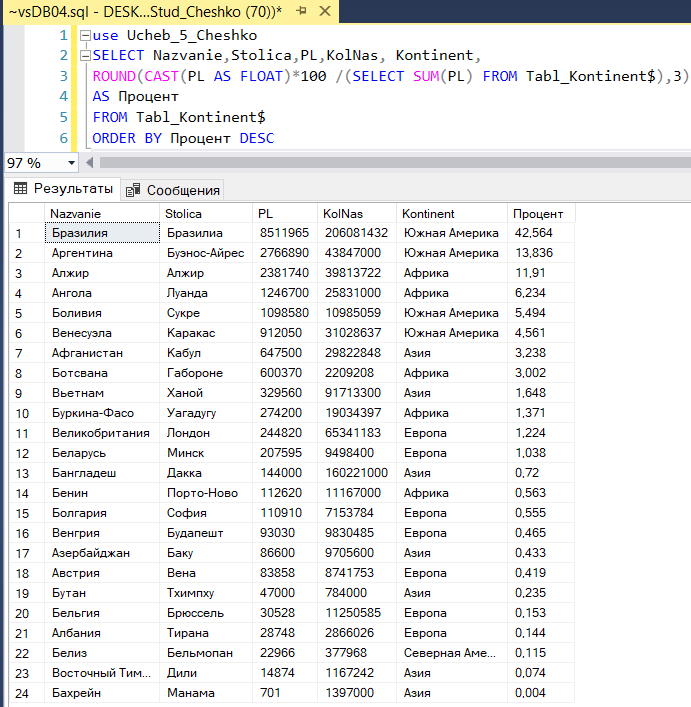 ~vsDB04.sql - DESK...Stud_Cheshko (70))*
1 use Ucheb_5_Cheshko
2 SELECT Nazvanie,Stolica,PL,KolNas, Kontinent,
3 ROUND(CAST(PL AS FLOAT)*100 /(SELECT SUM(PL) FROM Tabl_Kontinent$),3)
4 AS Процент
5 FROM Tabl_Kontinent$
6 ORDER BY Процент DESC
97 %
Результаты Сообщения
Nazvanie Stolica PL KolNas Kontinent Процент
1 Бразилия Бразилиа 8511965 206081432 Южная Америка 42,564
2 Аргентина Буэнос-Айрес 2766890 43847000 Южная Америка 13,836
3 Алжир Алжир 2381740 39813722 Африка 11,91
4 Ангола Луанда 1246700 25831000 Африка 6,234
5 Боливия Сукре 1098580 10985059 Южная Америка 5,494
6 Венесуэла Каракас 912050 31028637 Южная Америка 4,561
7 Афганистан Кабул 647500 29822848 Азия 3,238
8 Ботсвана Габороне 600370 2209208 Африка 3,002
9 Вьетнам Ханой 329560 91713300 Азия 1,648
10 Буркина-Фасо Уагадугу 274200 19034397 Африка 1,371
11 Великобритания Лондон 244820 65341183 Европа 1,224
12 Беларусь Минск 207595 9498400 Европа 1,038
13 Бангладеш Дакка 144000 160221000 Азия 0,72
14 Бенин Порто-Ново 112620 11167000 Африка 0,563
15 Болгария София 110910 7153784 Европа 0,555
16 Венгрия Будапешт 93030 9830485 Европа 0,465
17 Азербайджан Баку 86600 9705600 Азия 0,433
18 Австрия Вена 83858 8741753 Европа 0,419
19 Бутан Тхимпху 47000 784000 Азия 0,235
20 Бельгия Брюссель 30528 11250585 Европа 0,153
21 Албания Тирана 28748 2866026 Европа 0,144
22 Белиз Бельмопан 22966 377968 Северная Аме... 0,115
23 Восточный Тим... Дили 14874 1167242 Азия 0,074
24 Бахрейн Манама 701 1397000 Азия 0,004